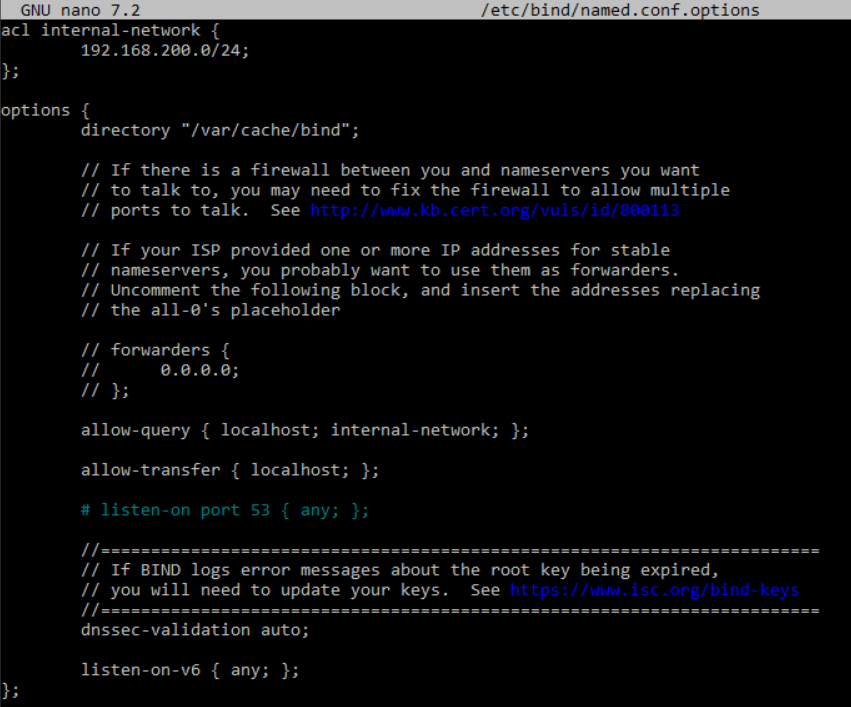 GNU nano 7.2 /etc/bind/named.conf.options
acl internal-network {
        192.168.200.0/24;
};

options {
        directory "/var/cache/bind";

        // If there is a firewall between you and nameservers you want
        // to talk to, you may need to fix the firewall to allow multiple
        // ports to talk.  See http://www.kb.cert.org/vuls/id/800113

        // If your ISP provided one or more IP addresses for stable
        // nameservers, you probably want to use them as forwarders.
        // Uncomment the following block, and insert the addresses replacing
        // the all-0's placeholder

        // forwarders {
        //      0.0.0.0;
        // };

        allow-query { localhost; internal-network; };

        allow-transfer { localhost; };

        # listen-on port 53 { any; };

        //========================================================================
        // If BIND logs error messages about the root key being expired,
        // you will need to update your keys.  See https://www.isc.org/bind-keys
        //========================================================================
        dnssec-validation auto;

        listen-on-v6 { any; };
};